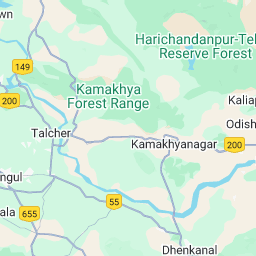 own
Harichandanpur-Tel
Reserve Forest
149
Kamakhya
Forest Range
200
Kaliap
Odish
Talcher
Kamakhyanagar
200
ngul
55
ala
655
Dhenkanal